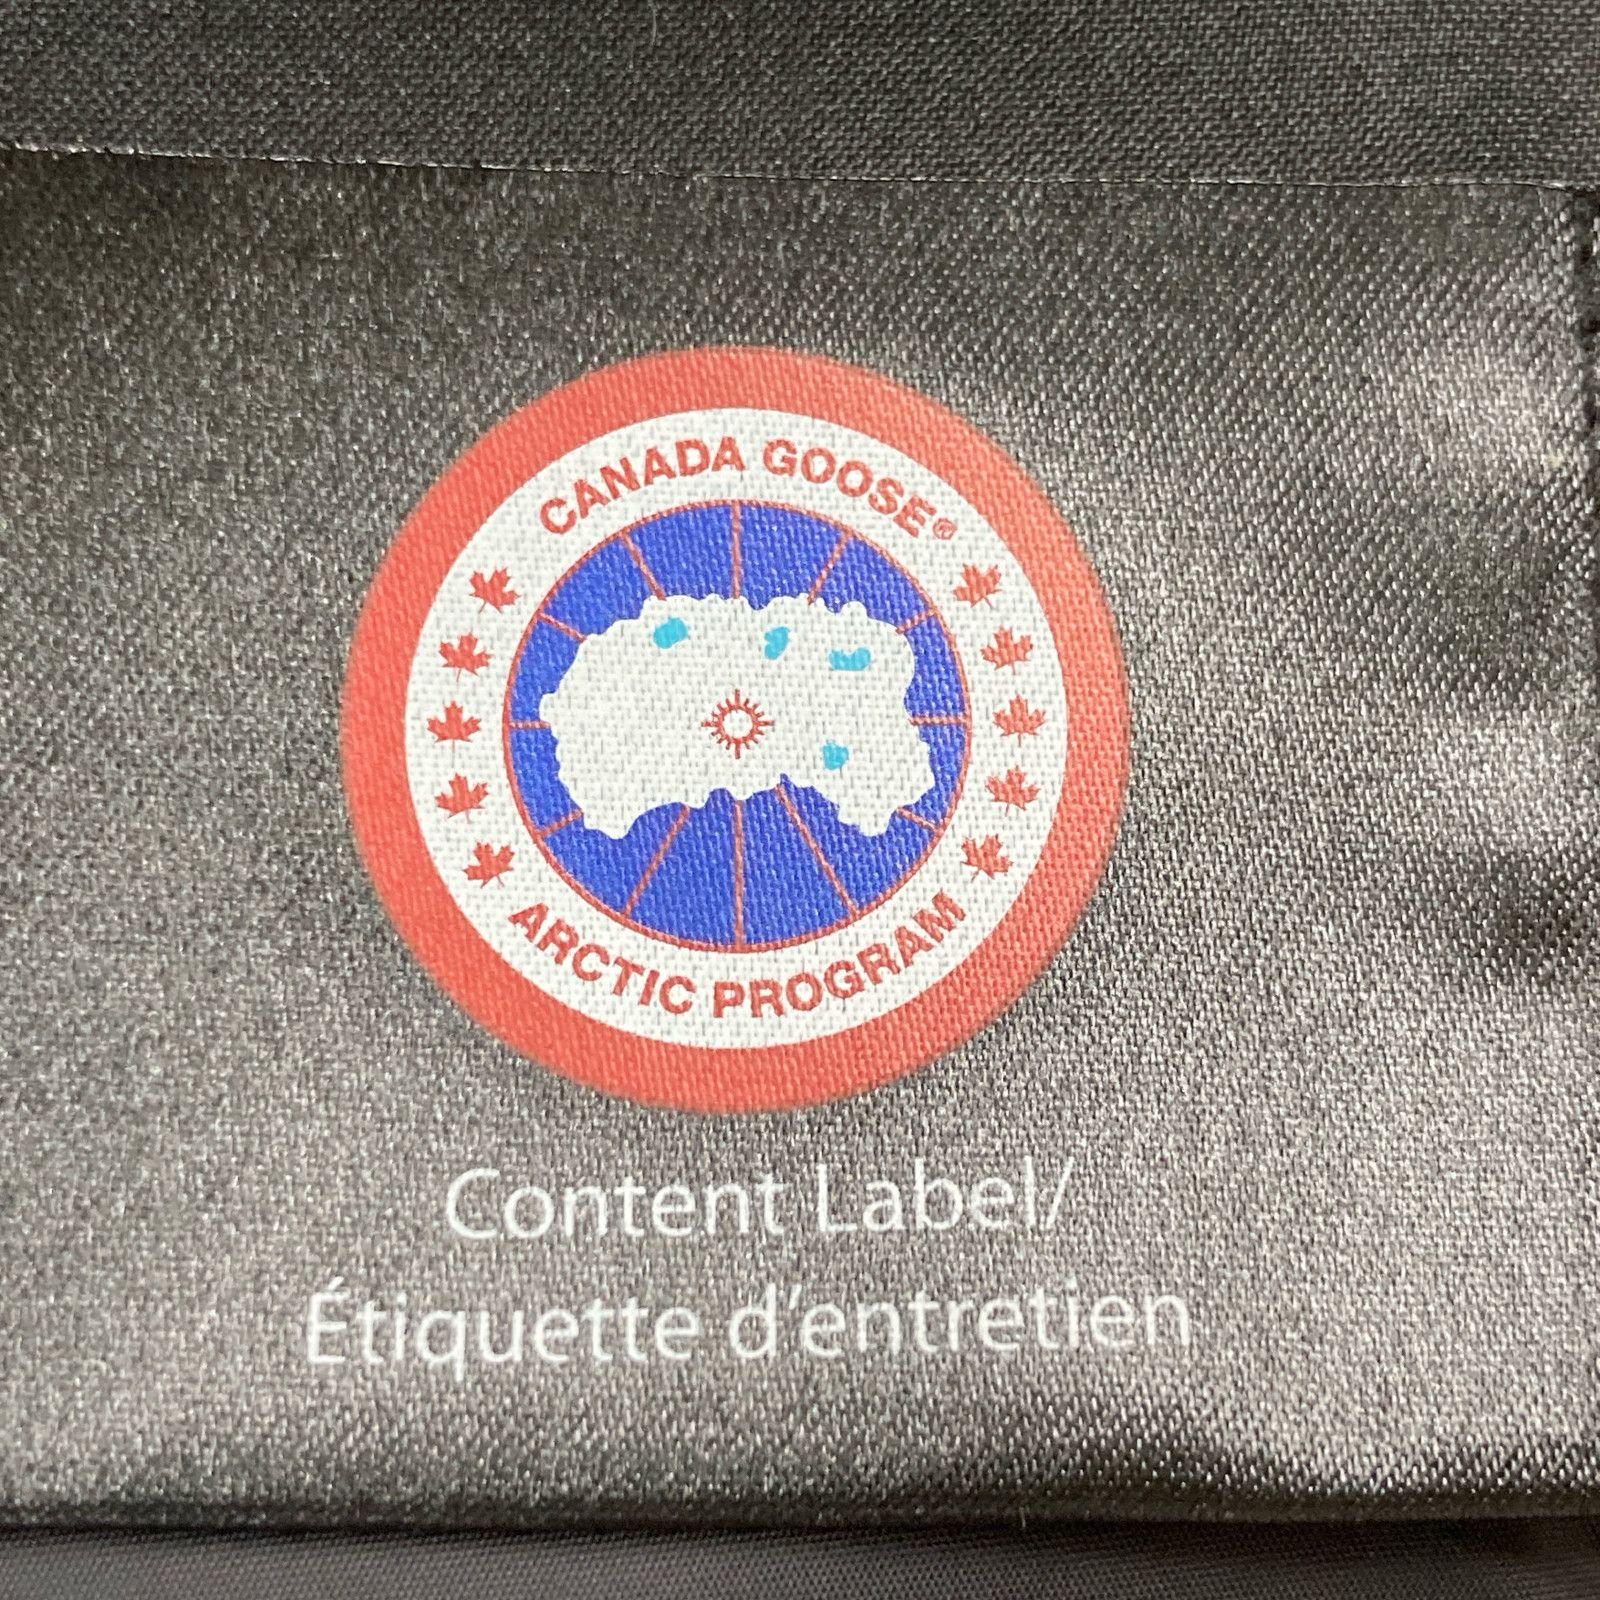 CANADA GOOSE®
ARCTIC PROGRAM
Content Label/
Étiquette d'entretien